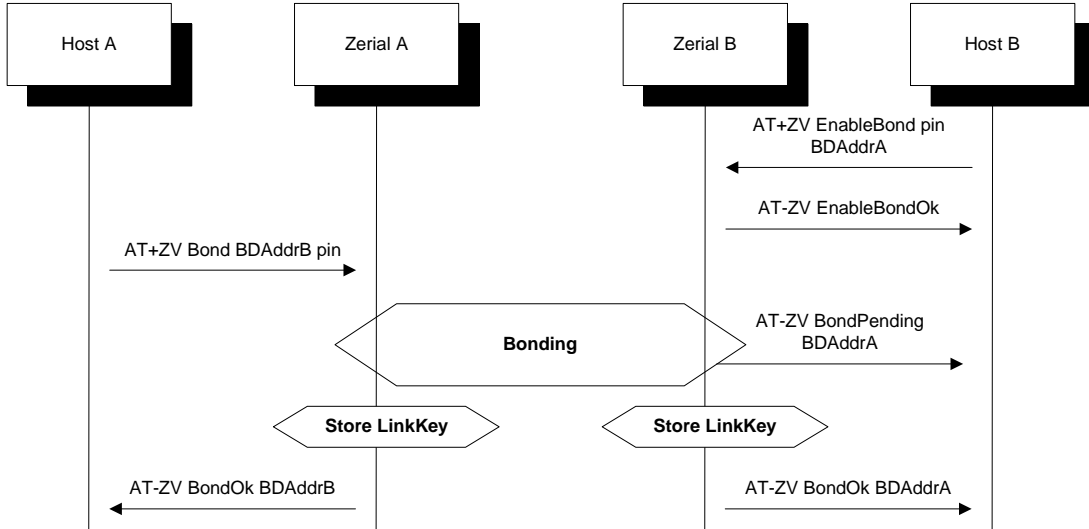 Host A
Zerial A
Zerial B
Host B
AT+ZV EnableBond pin
BDAddrA
AT-ZV EnableBondOk
AT+ZV Bond BDAddrB pin
Bonding
AT-ZV BondPending
BDAddrA
Store LinkKey
Store LinkKey
AT-ZV BondOk BDAddrB
AT-ZV BondOk BDAddrA